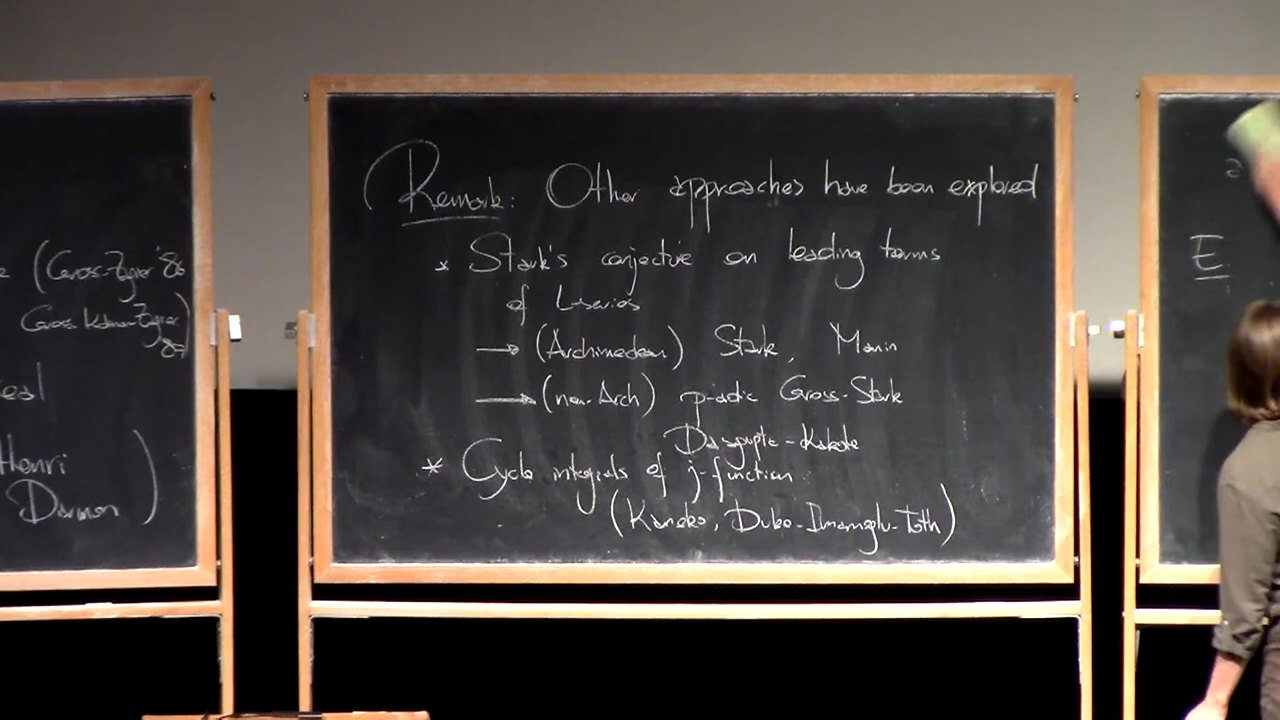 (Gross-Zagier '86
Gross-Kohnen-Zagier)
87
Henri
Darmon)
Remark: Other approaches have been explored
* Stark's conjective on leading terms
of L-series
→ (Archimedean) Stark, Manin
→ (non-Arch) p-adic Gross-Stark
Dasgupta-Kakde
* Cycle integrals of j-function
(Kaneko, Duke-Imamoglu-Toth)
E